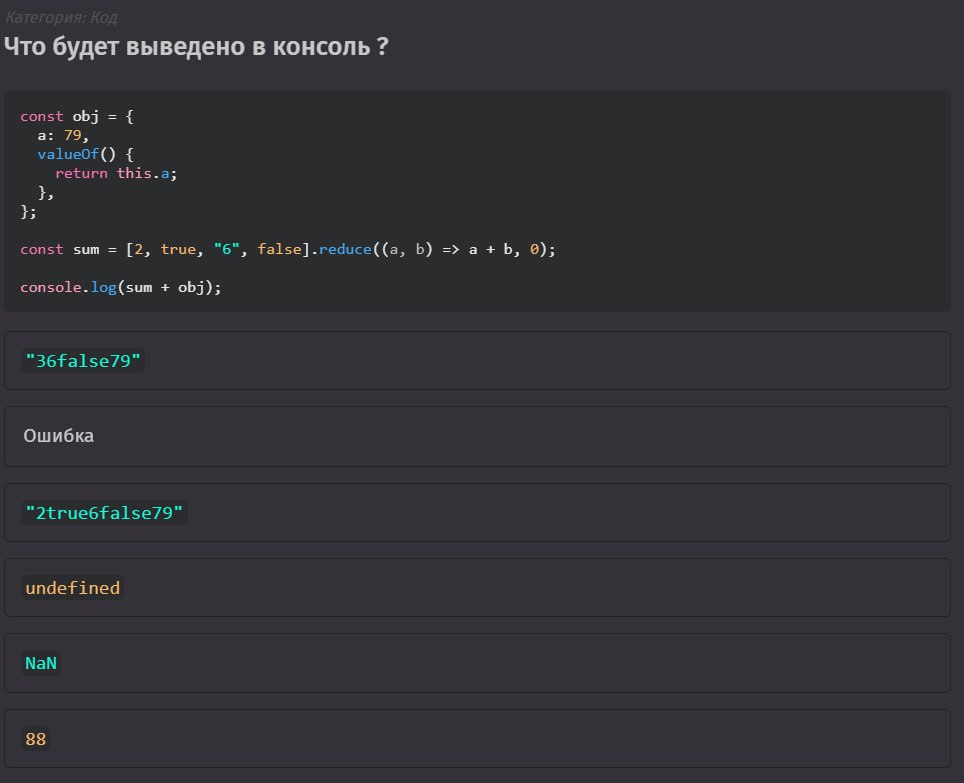 Категория: Код
Что будет выведено в консоль ?
const obj = {
  a: 79,
  valueOf() {
    return this.a;
  },
};
const sum = [2, true, "6", false].reduce((a, b) => a + b, 0);
console.log(sum + obj);
"36false79"
Ошибка
"2true6false79"
undefined
NaN
88